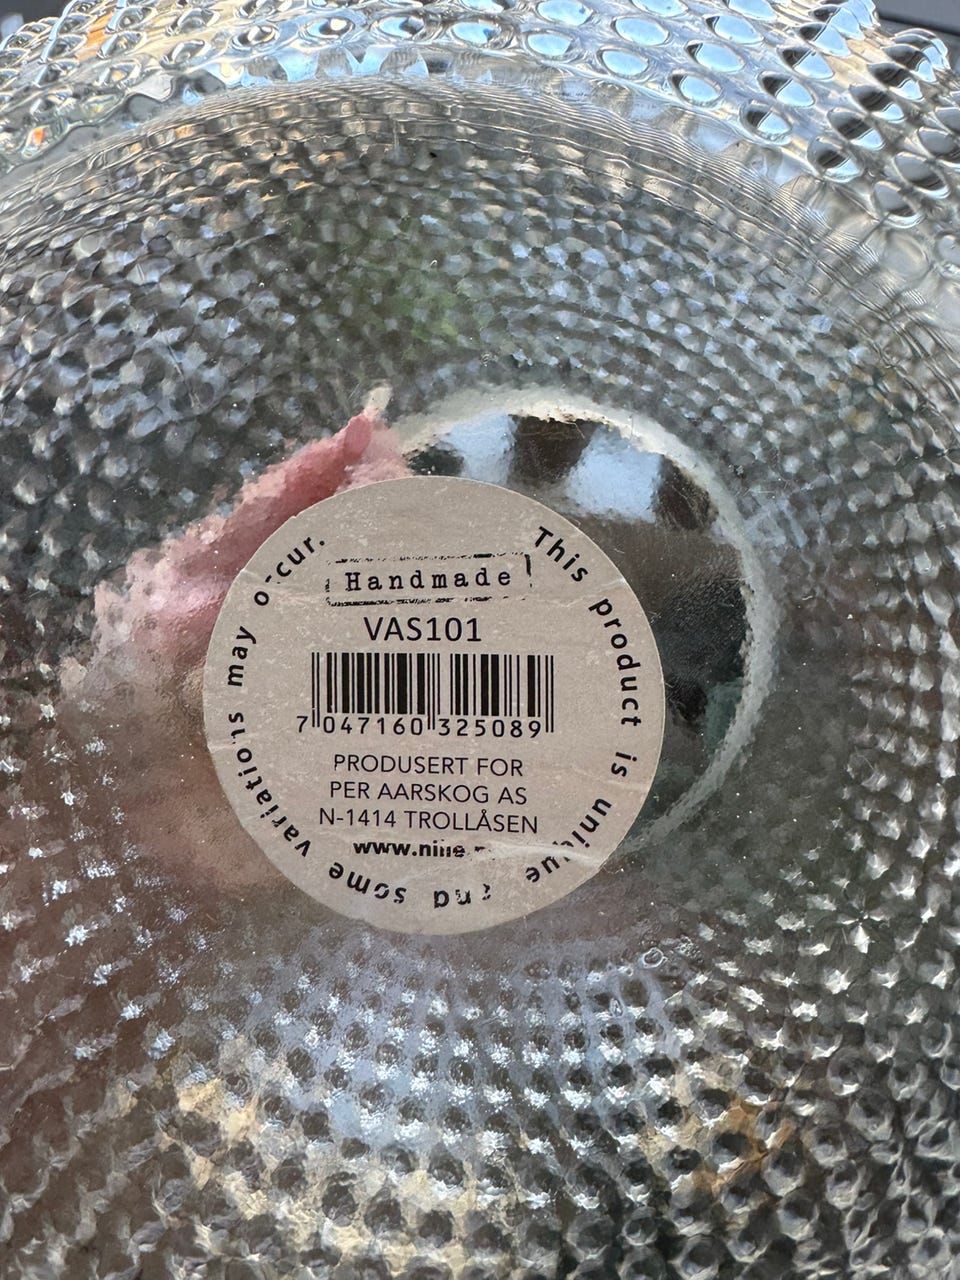 Handmade
VAS101
7 047160 325089
PRODUSERT FOR
PER AARSKOG AS
N-1414 TROLLÅSEN
This product is unique and some variations may occur.